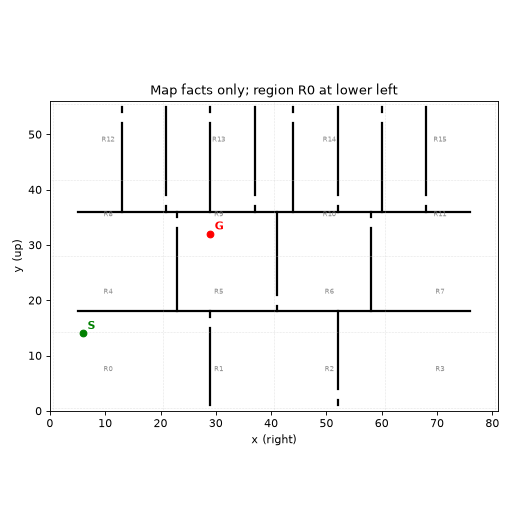 Map facts only; region R0 at lower left
50
R12 R13 R14 R15
40
R8 R9 R10 R11
G
30
R4 R5 R6 R7
20
S
10
R0 R1 R2 R3
0
0 10 20 30 40 50 60 70 80
x (right)
y (up)